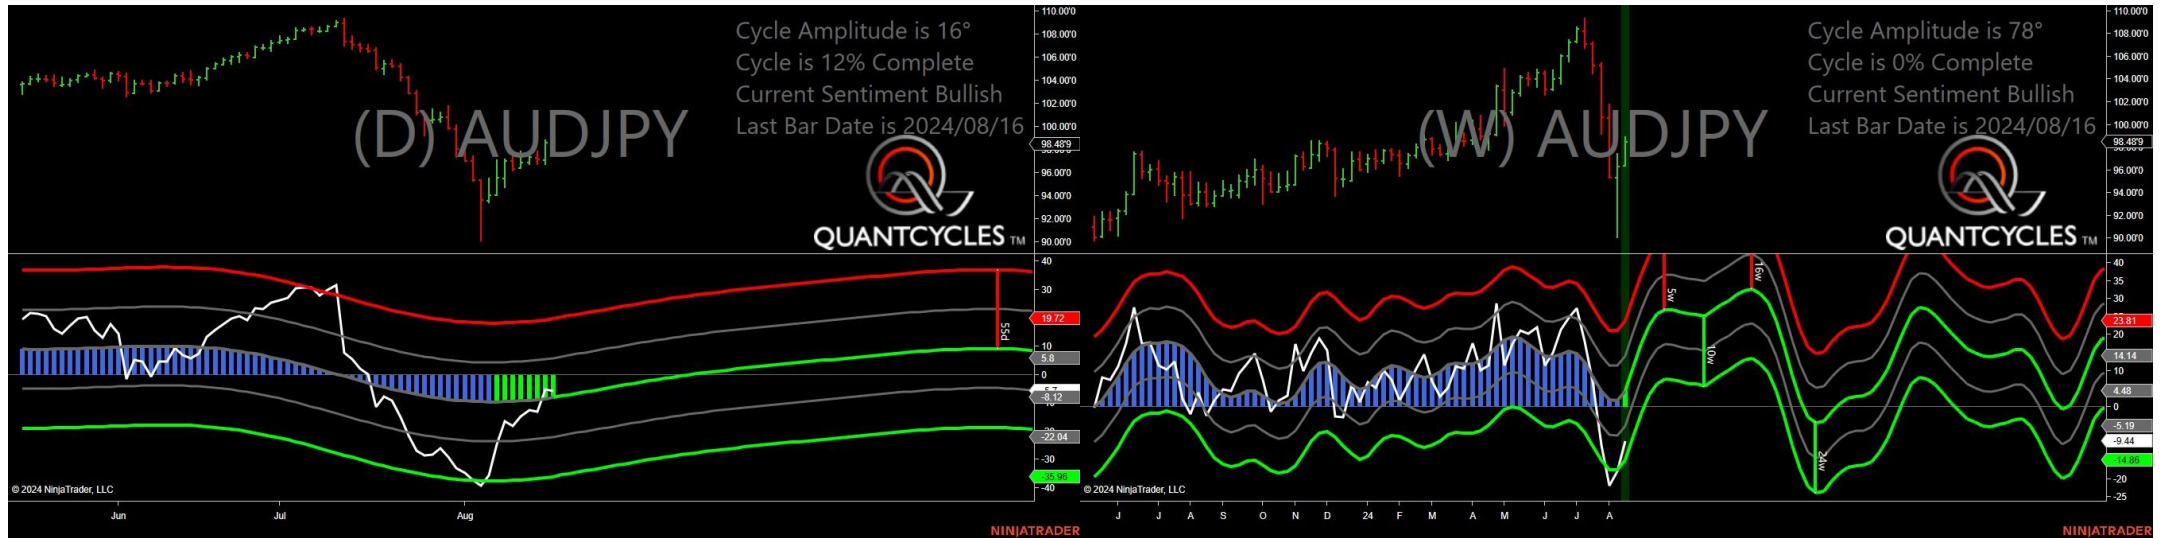 Cycle Amplitude is 16°
Cycle is 12% Complete
Current Sentiment Bullish
Last Bar Date is 2024/08/16
(D) AUDJPY
QUANTCYCLES TM
110.00'0
108.00'0
106.00'0
104.00'0
102.00'0
100.00'0
98.48'9
96.00'0
94.00'0
92.00'0
90.00'0
40
30
19.72
10
5.8
0
-8.12
-22.04
-30
-35.96
-40
55d
© 2024 NinjaTrader, LLC
Jun
Jul
Aug
NINJATRADER
Cycle Amplitude is 78°
Cycle is 0% Complete
Current Sentiment Bullish
Last Bar Date is 2024/08/16
(W) AUDJPY
QUANTCYCLES TM
110.00'0
108.00'0
106.00'0
104.00'0
102.00'0
100.00'0
98.48'9
96.00'0
94.00'0
92.00'0
90.00'0
40
35
30
23.81
20
14.14
10
4.48
0
-5.19
-9.44
-14.86
-20
-25
5w
16w
10w
24w
© 2024 NinjaTrader, LLC
J J A S O N D 24 F M A M J J A
NINJATRADER